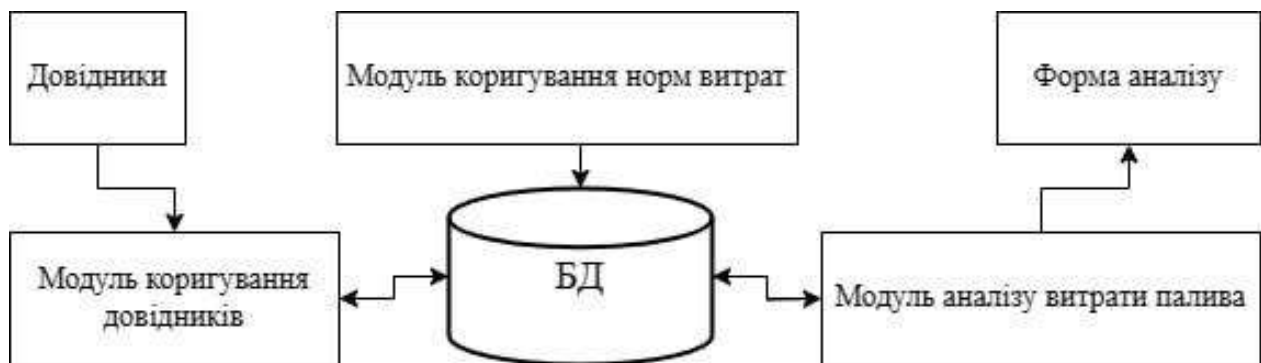 Довідники
Модуль коригування норм витрат
Форма аналізу
Модуль коригування
довідників
БД
Модуль аналізу витрати палива